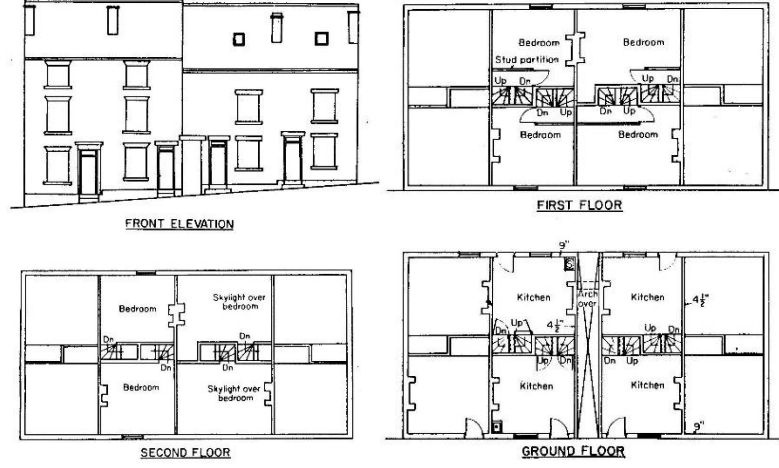 FRONT ELEVATION
Bedroom
Bedroom
Stud partition
Up
Dn
Up
Dn
Dn
Up
Dn
Up
Bedroom
Bedroom
FIRST FLOOR
Bedroom
Skylight over
bedroom
Dn
Dn
Dn
Dn
Bedroom
Skylight over
bedroom
SECOND FLOOR
9"
Kitchen
Arch
over
Kitchen
4½"
4½"
Dn
Up
Up
Dn
Up
Dn
Dn
Up
Kitchen
Kitchen
9"
GROUND FLOOR